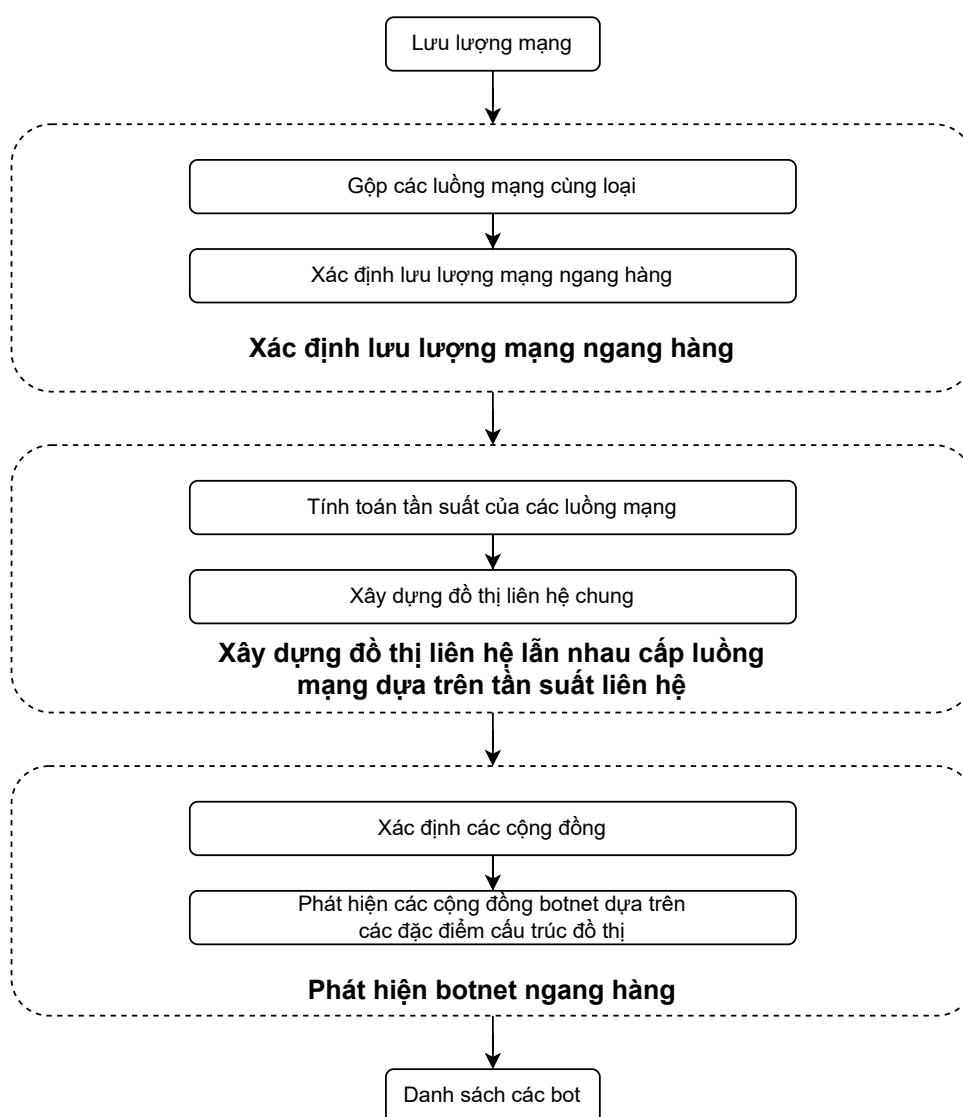 Lưu lượng mạng
Gộp các luồng mạng cùng loại
Xác định lưu lượng mạng ngang hàng
Xác định lưu lượng mạng ngang hàng
Tính toán tần suất của các luồng mạng
Xây dựng đồ thị liên hệ chung
Xây dựng đồ thị liên hệ lẫn nhau cấp luồng
mạng dựa trên tần suất liên hệ
Xác định các cộng đồng
Phát hiện các cộng đồng botnet dựa trên
các đặc điểm cấu trúc đồ thị
Phát hiện botnet ngang hàng
Danh sách các bot